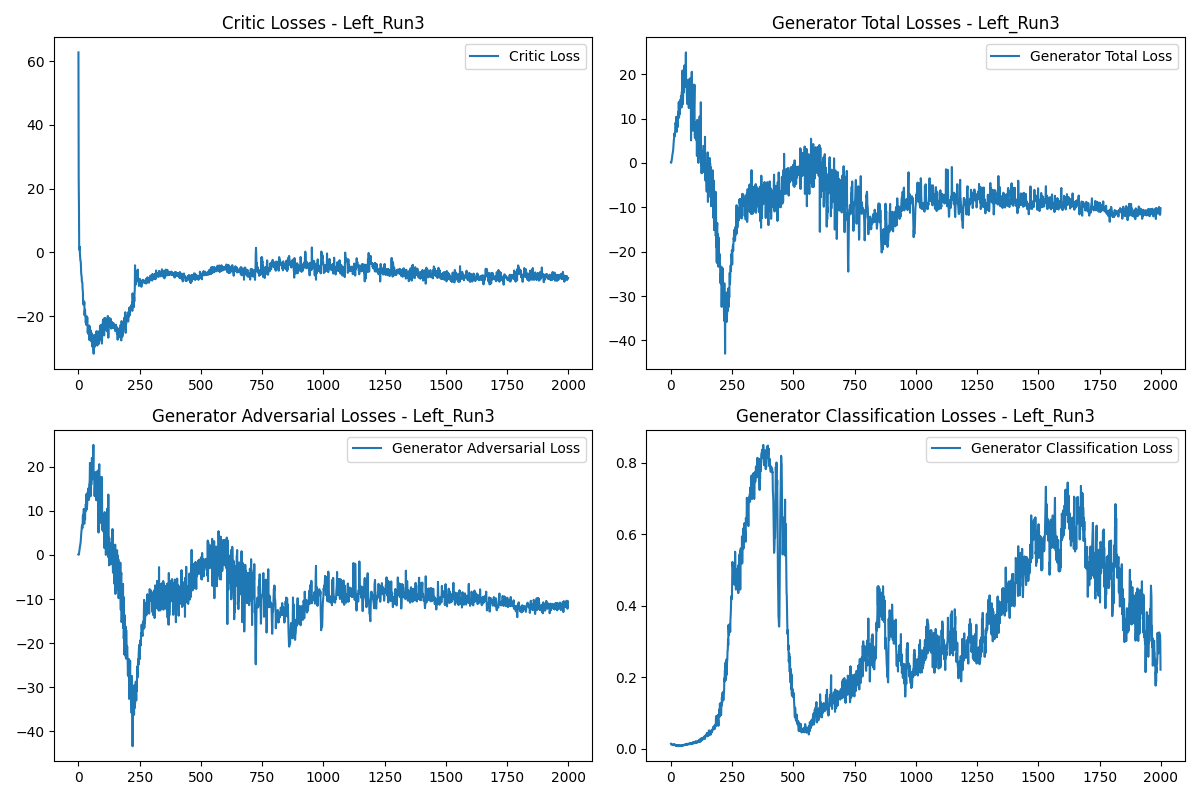 Critic Losses - Left_Run3
Critic Loss
60
40
20
0
−20
0 250 500 750 1000 1250 1500 1750 2000
Generator Total Losses - Left_Run3
Generator Total Loss
20
10
0
−10
−20
−30
−40
0 250 500 750 1000 1250 1500 1750 2000
Generator Adversarial Losses - Left_Run3
Generator Adversarial Loss
20
10
0
−10
−20
−30
−40
0 250 500 750 1000 1250 1500 1750 2000
Generator Classification Losses - Left_Run3
Generator Classification Loss
0.8
0.6
0.4
0.2
0.0
0 250 500 750 1000 1250 1500 1750 2000